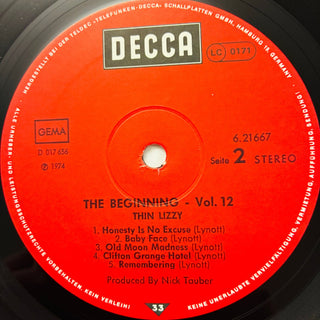 HERGESTELLT BEI DER TELDEC »TELEFUNKEN-DECCA« SCHALLPLATTEN GMBH, HAMBURG 19, GERMANY
DECCA
LC 0171
GEMA
D 017 656
℗ 1974
6.21667
Seite 2 STEREO
THE BEGINNING - Vol. 12
THIN LIZZY
1. Honesty Is No Excuse (Lynott)
2. Baby Face (Lynott)
3. Old Moon Madness (Lynott)
4. Clifton Grange Hotel (Lynott)
5. Remembering (Lynott)
Produced By Nick Tauber
33
ALLE URHEBER- UND LEISTUNGSSCHUTZRECHTE VORBEHALTEN. KEIN VERLEIH!
KEINE UNERLAUBTE VERVIELFÄLTIGUNG, VERMIETUNG, AUFFÜHRUNG, SENDUNG!